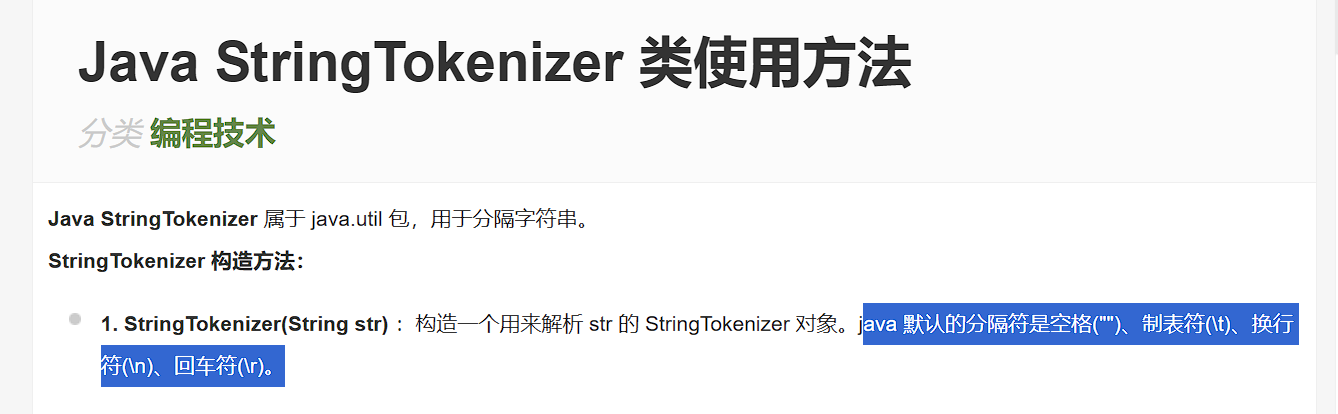 Java StringTokenizer 类使用方法
分类 编程技术
Java StringTokenizer 属于 java.util 包，用于分隔字符串。
StringTokenizer 构造方法：
1. StringTokenizer(String str) ：构造一个用来解析 str 的 StringTokenizer 对象。java 默认的分隔符是空格("")、制表符(\t)、换行
符(\n)、回车符(\r)。